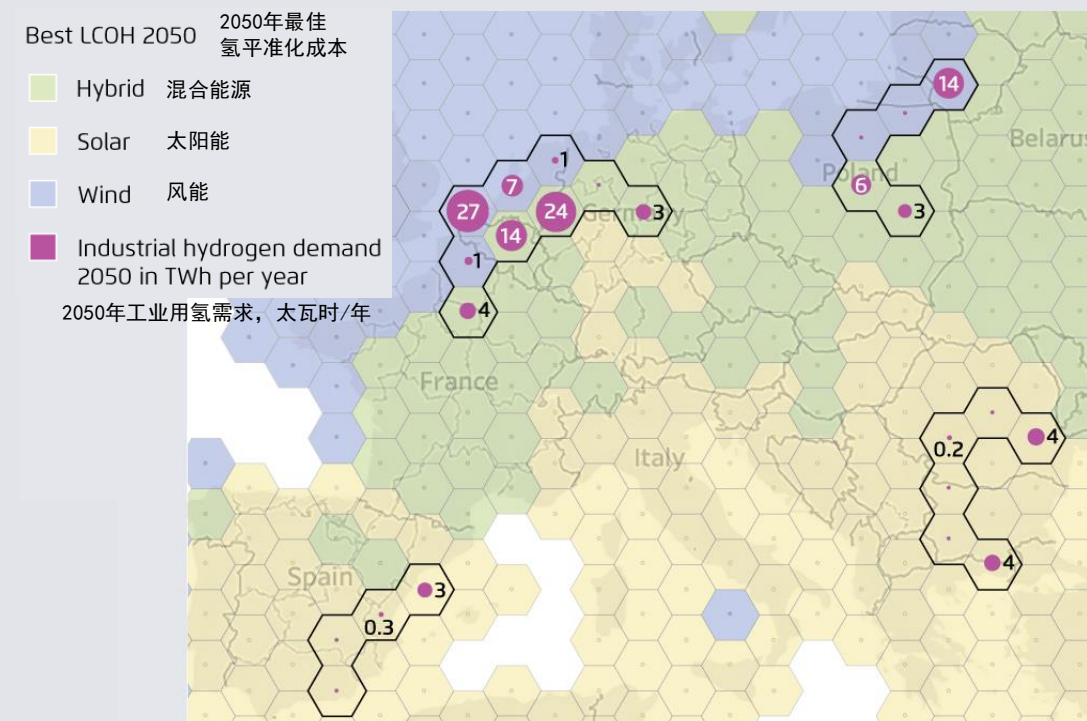 Best LCOH 2050
2050年最佳
氢平准化成本
Hybrid 混合能源
Solar 太阳能
Wind 风能
Industrial hydrogen demand
2050 in TWh per year
2050年工业用氢需求，太瓦时/年
14
Belarus
1
Poland
7
6
27
24
Germany
3
3
14
1
4
France
4
0.2
Italy
4
Spain
3
0.3